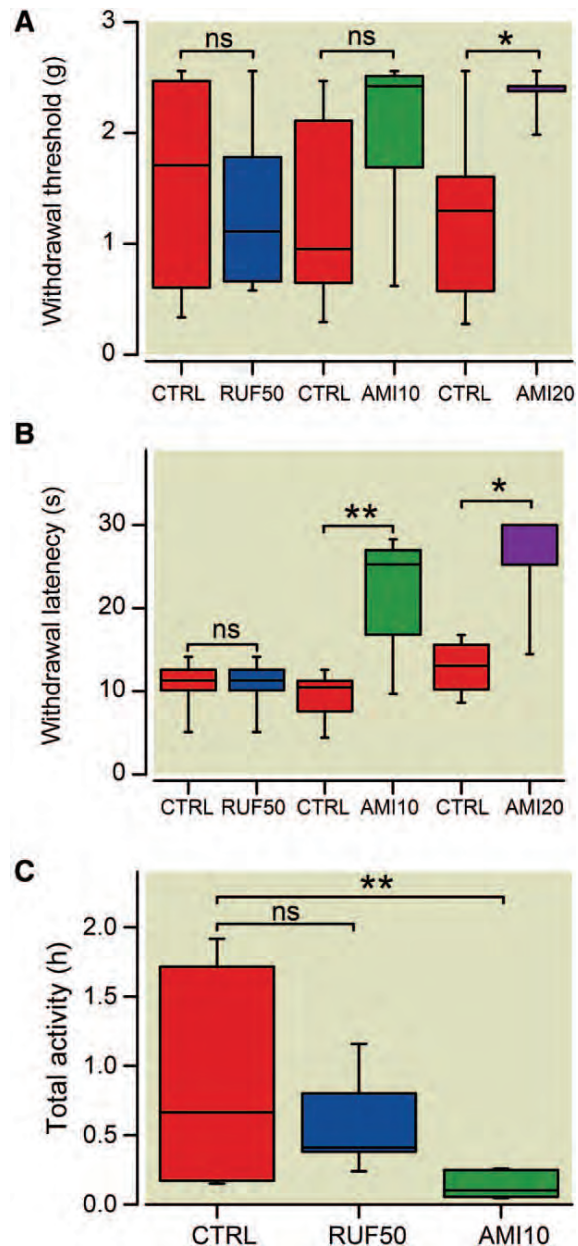 A
Withdrawal threshold (g)
3
2
1
0
ns
ns
*
CTRL RUF50 CTRL AMI10 CTRL AMI20
B
Withdrawal latenecy (s)
30
20
10
0
ns
**
*
CTRL RUF50 CTRL AMI10 CTRL AMI20
C
Total activity (h)
2.0
1.5
1.0
0.5
0.0
**
ns
CTRL RUF50 AMI10